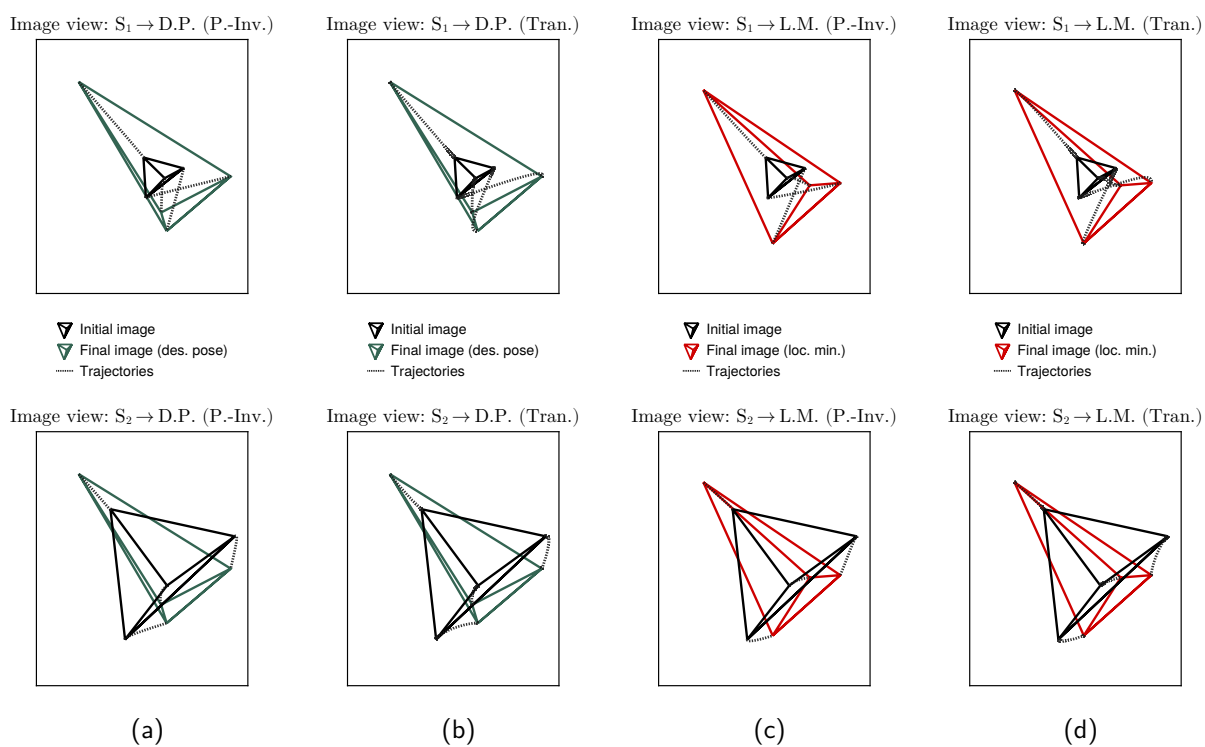 Image view: S₁ → D.P. (P.-Inv.)
Image view: S₁ → D.P. (Tran.)
Image view: S₁ → L.M. (P.-Inv.)
Image view: S₁ → L.M. (Tran.)
Initial image
Final image (des. pose)
Trajectories
Initial image
Final image (des. pose)
Trajectories
Initial image
Final image (loc. min.)
Trajectories
Initial image
Final image (loc. min.)
Trajectories
Image view: S₂ → D.P. (P.-Inv.)
Image view: S₂ → D.P. (Tran.)
Image view: S₂ → L.M. (P.-Inv.)
Image view: S₂ → L.M. (Tran.)
(a)
(b)
(c)
(d)